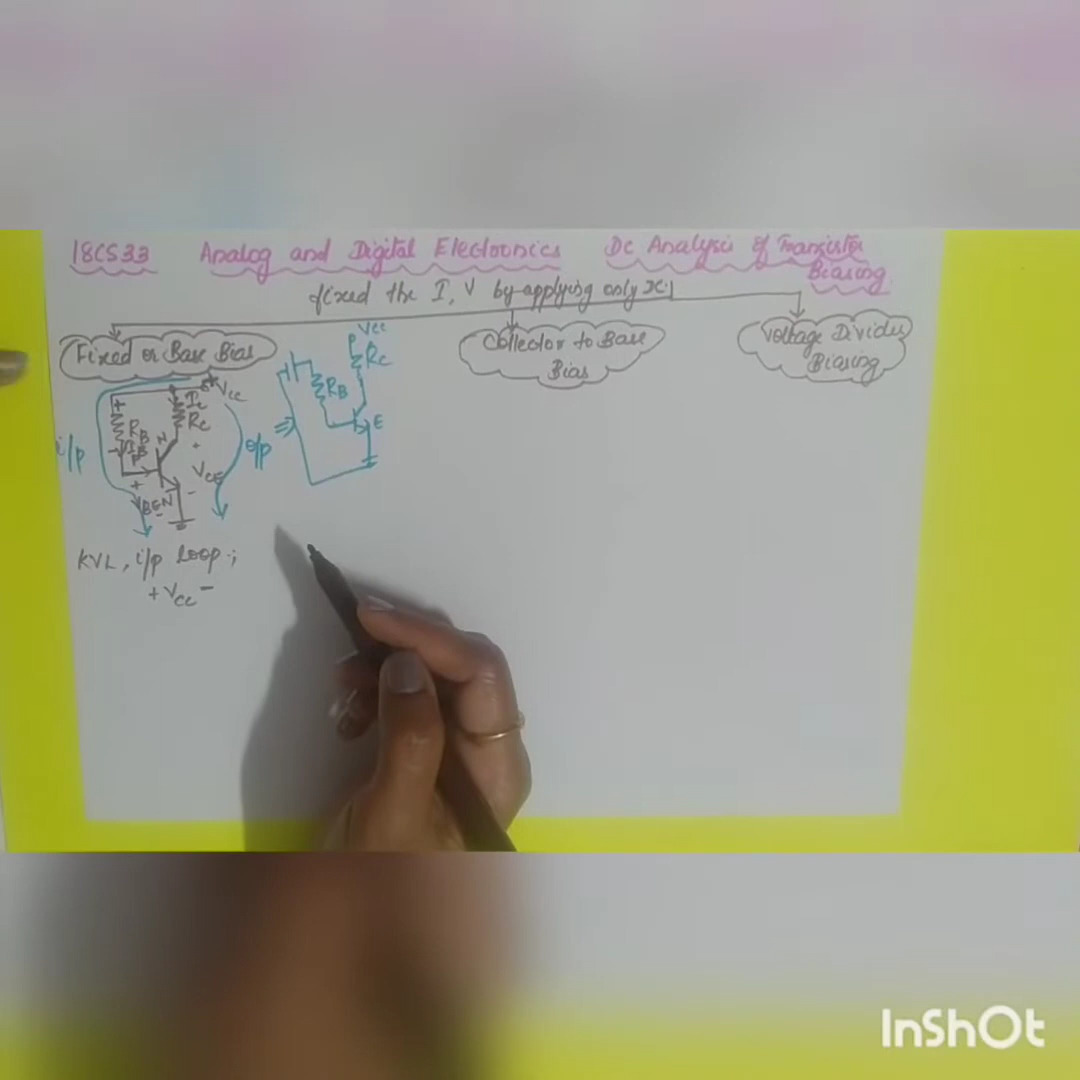 18CS33 Analog and Digital Electronics DC Analysis of Transistor
Biasing
fixed the I, V by applying only
Fixed or Base Bias
Collector to Base
Bias
Voltage Divider
Biasing
Vcc
RC
RB
E
Vcc
IC
RC
+
RB
IB
N
+
VCE
-
i/p
o/p
+
VBE N
-
KVL, i/p loop;
+ Vcc -
InShOt